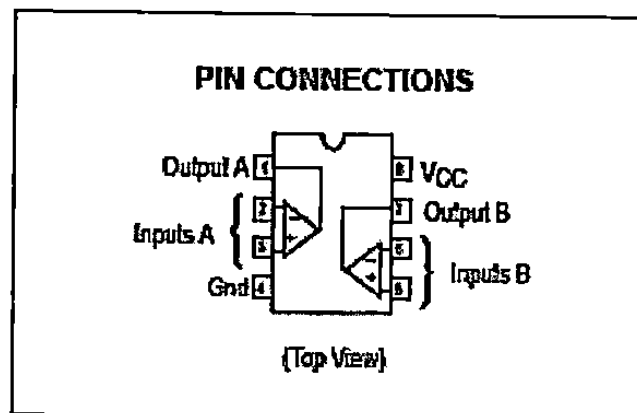 PIN CONNECTIONS
Output A 1
8 VCC
2
7 Output B
Inputs A
3
6
Inputs B
Gnd 4
5
(Top View)